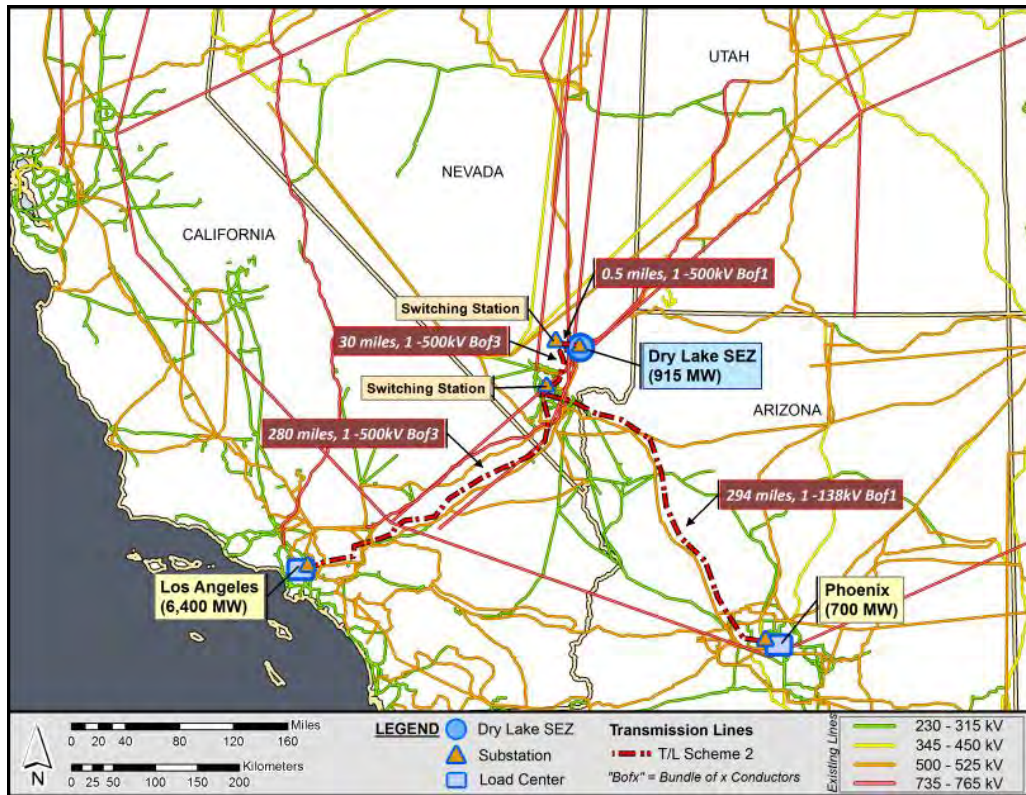 UTAH
NEVADA
CALIFORNIA
0.5 miles, 1 -500kV Bof1
Switching Station
30 miles, 1 -500kV Bof3
Dry Lake SEZ
(915 MW)
Switching Station
ARIZONA
280 miles, 1 -500kV Bof3
294 miles, 1 -138kV Bof1
Los Angeles
(6,400 MW)
Phoenix
(700 MW)
N
Miles
0 20 40 80 120 160
Kilometers
0 25 50 100 150 200
LEGEND
Dry Lake SEZ
Substation
Load Center
Transmission Lines
T/L Scheme 2
"Bofx" = Bundle of x Conductors
Existing Lines
230 - 315 kV
345 - 450 kV
500 - 525 kV
735 - 765 kV